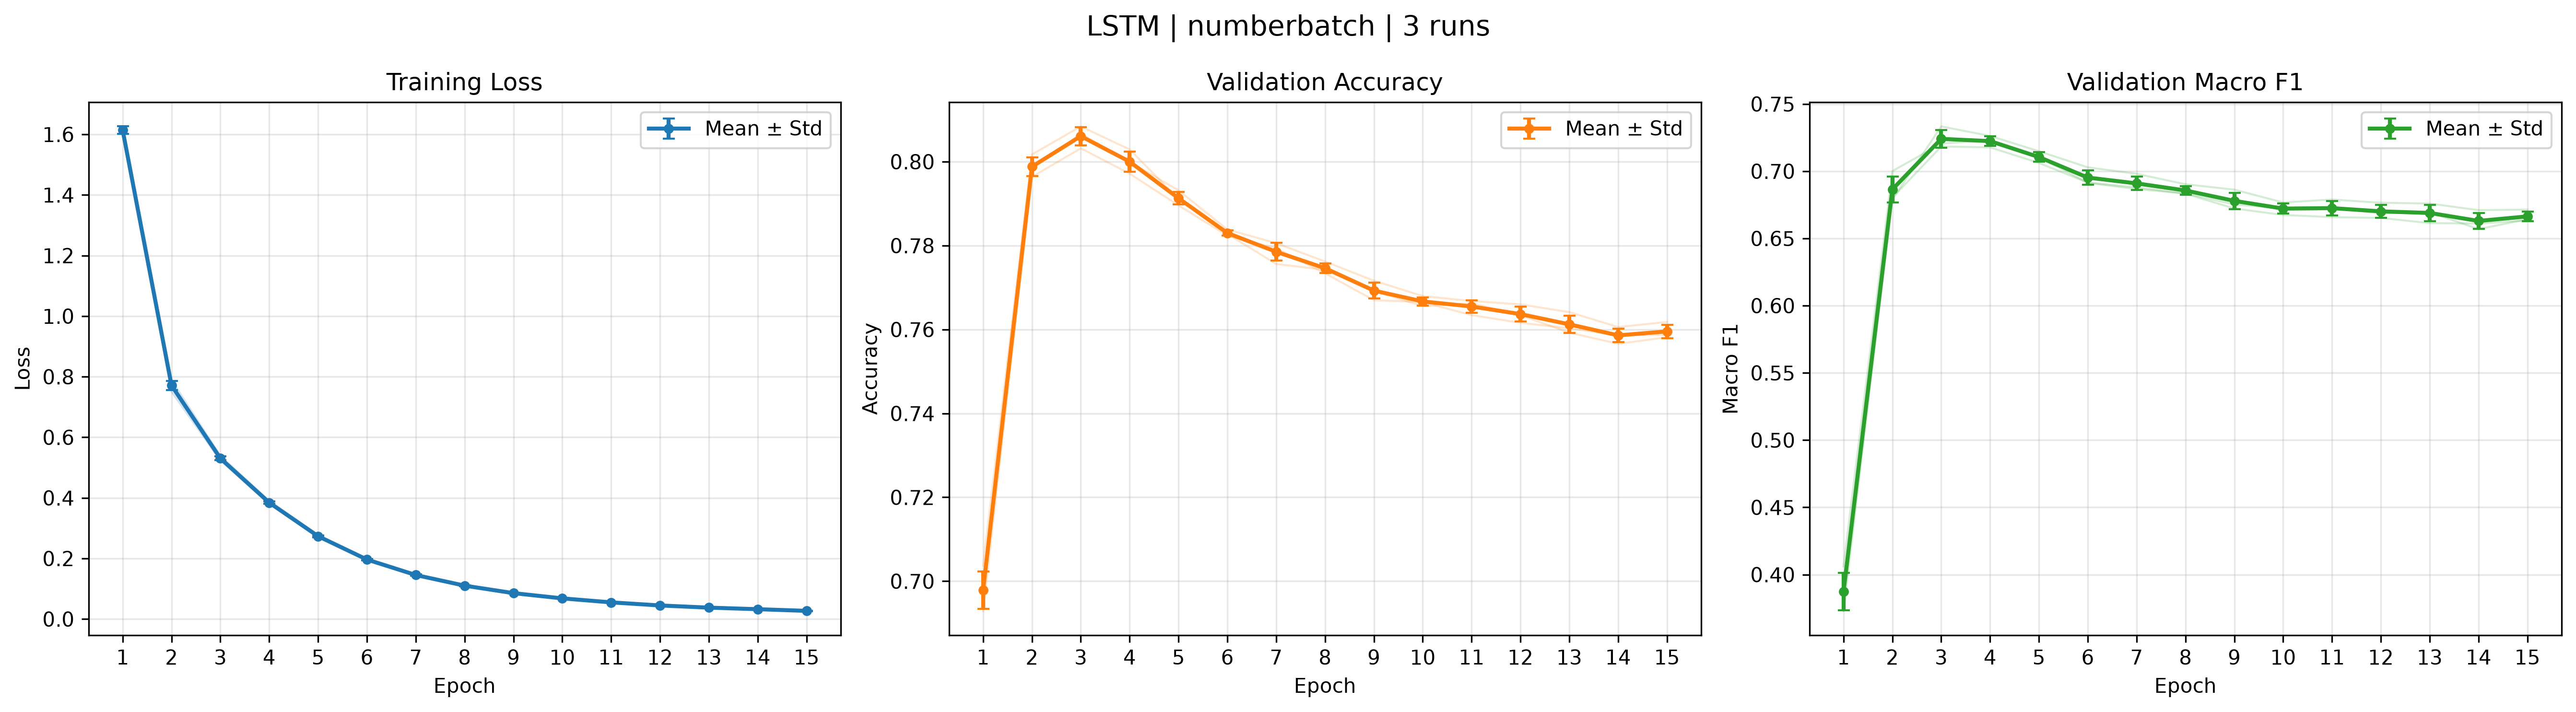 LSTM | numberbatch | 3 runs
Training Loss
Mean ± Std
Loss
1.6
1.4
1.2
1.0
0.8
0.6
0.4
0.2
0.0
1 2 3 4 5 6 7 8 9 10 11 12 13 14 15
Epoch
Validation Accuracy
Mean ± Std
Accuracy
0.80
0.78
0.76
0.74
0.72
0.70
1 2 3 4 5 6 7 8 9 10 11 12 13 14 15
Epoch
Validation Macro F1
Mean ± Std
Macro F1
0.75
0.70
0.65
0.60
0.55
0.50
0.45
0.40
1 2 3 4 5 6 7 8 9 10 11 12 13 14 15
Epoch